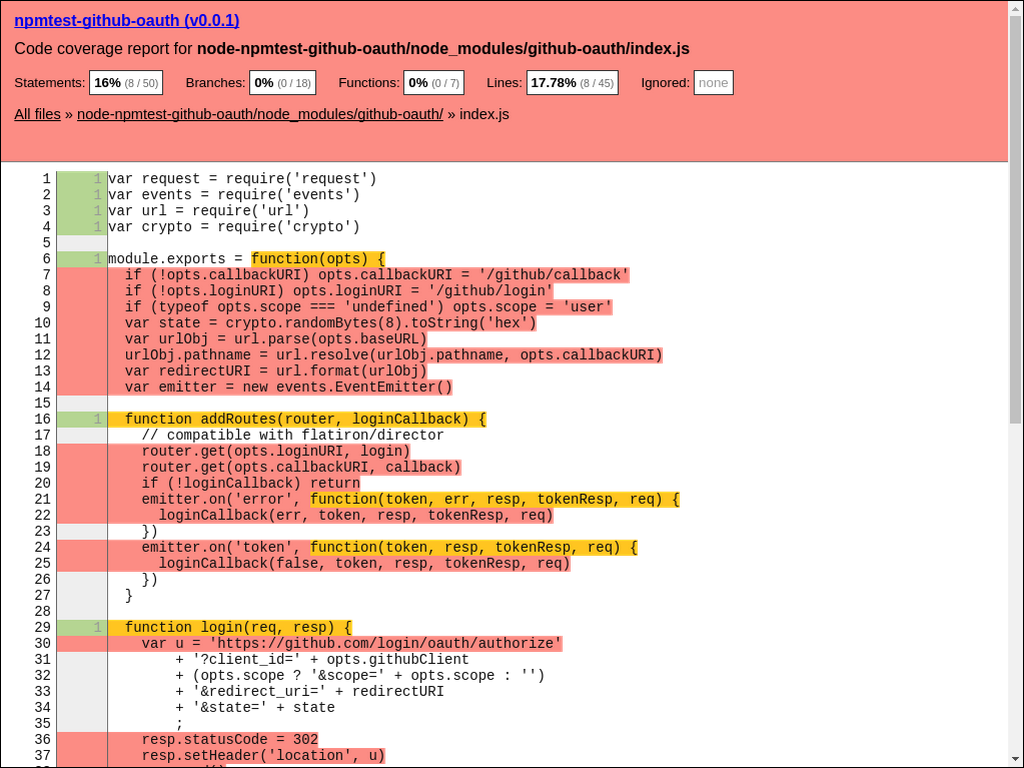 npmtest-github-oauth (v0.0.1)
Code coverage report for node-npmtest-github-oauth/node_modules/github-oauth/index.js
Statements: 16% (8 / 50) Branches: 0% (0 / 18) Functions: 0% (0 / 7) Lines: 17.78% (8 / 45) Ignored: none
All files » node-npmtest-github-oauth/node_modules/github-oauth/ » index.js
1 1 var request = require('request')
2 1 var events = require('events')
3 1 var url = require('url')
4 1 var crypto = require('crypto')
5
6 1 module.exports = function(opts) {
7 if (!opts.callbackURI) opts.callbackURI = '/github/callback'
8 if (!opts.loginURI) opts.loginURI = '/github/login'
9 if (typeof opts.scope === 'undefined') opts.scope = 'user'
10 var state = crypto.randomBytes(8).toString('hex')
11 var urlObj = url.parse(opts.baseURL)
12 urlObj.pathname = url.resolve(urlObj.pathname, opts.callbackURI)
13 var redirectURI = url.format(urlObj)
14 var emitter = new events.EventEmitter()
15
16 1 function addRoutes(router, loginCallback) {
17 // compatible with flatiron/director
18 router.get(opts.loginURI, login)
19 router.get(opts.callbackURI, callback)
20 if (!loginCallback) return
21 emitter.on('error', function(token, err, resp, tokenResp, req) {
22 loginCallback(err, token, resp, tokenResp, req)
23 })
24 emitter.on('token', function(token, resp, tokenResp, req) {
25 loginCallback(false, token, resp, tokenResp, req)
26 })
27 }
28
29 1 function login(req, resp) {
30 var u = 'https://github.com/login/oauth/authorize'
31 + '?client_id=' + opts.githubClient
32 + (opts.scope ? '&scope=' + opts.scope : '')
33 + '&redirect_uri=' + redirectURI
34 + '&state=' + state
35 ;
36 resp.statusCode = 302
37 resp.setHeader('location', u)